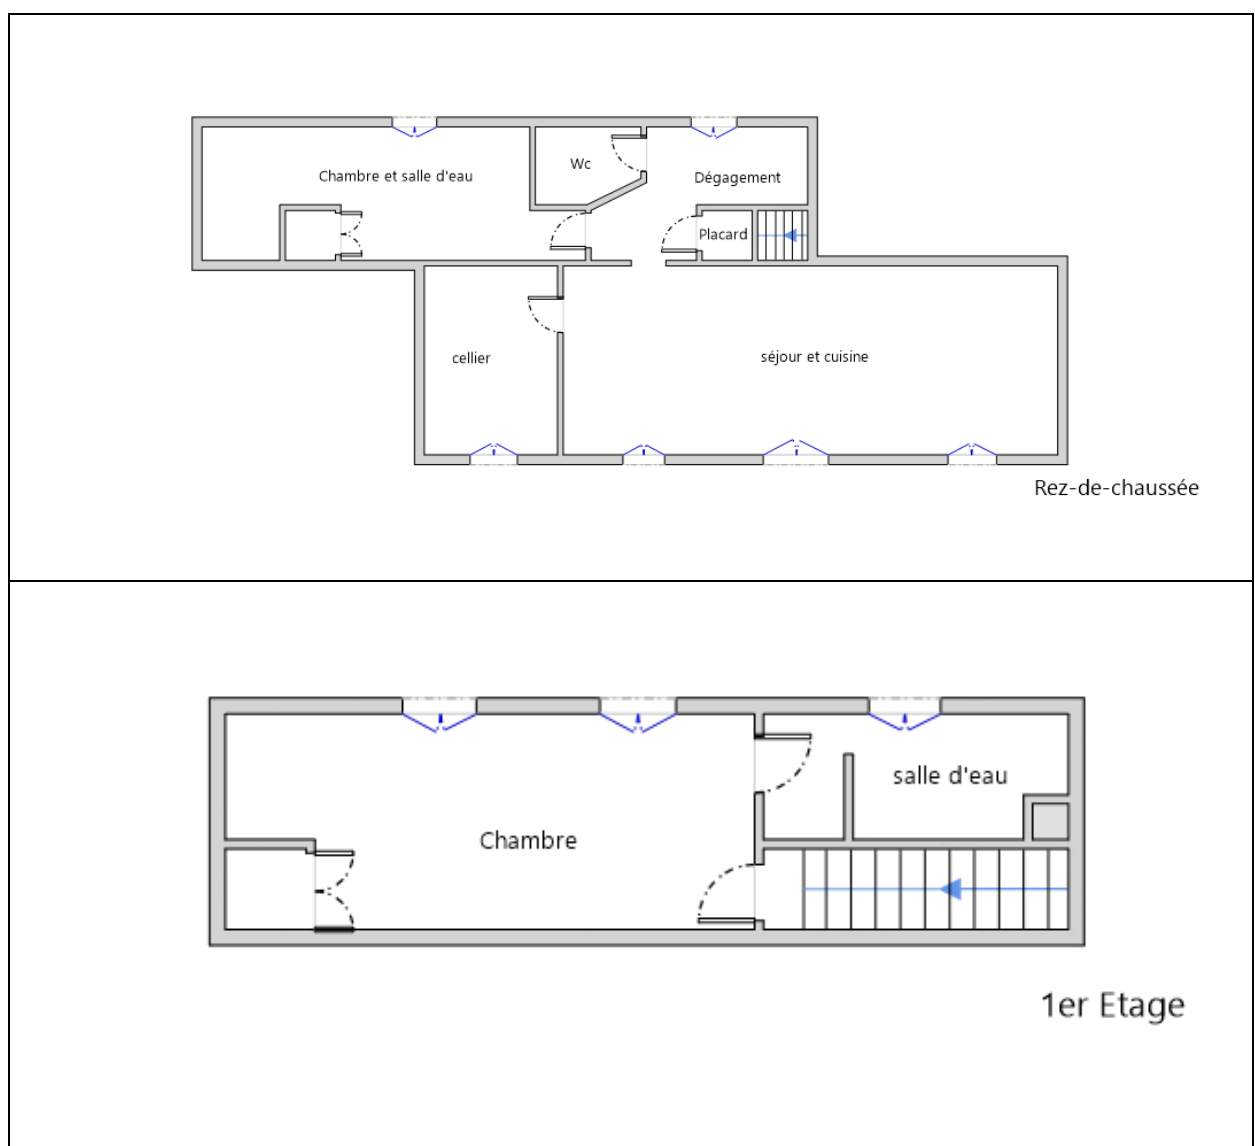 Chambre et salle d'eau
Wc
Dégagement
Placard
cellier
séjour et cuisine
Rez-de-chaussée
salle d'eau
Chambre
1er Etage